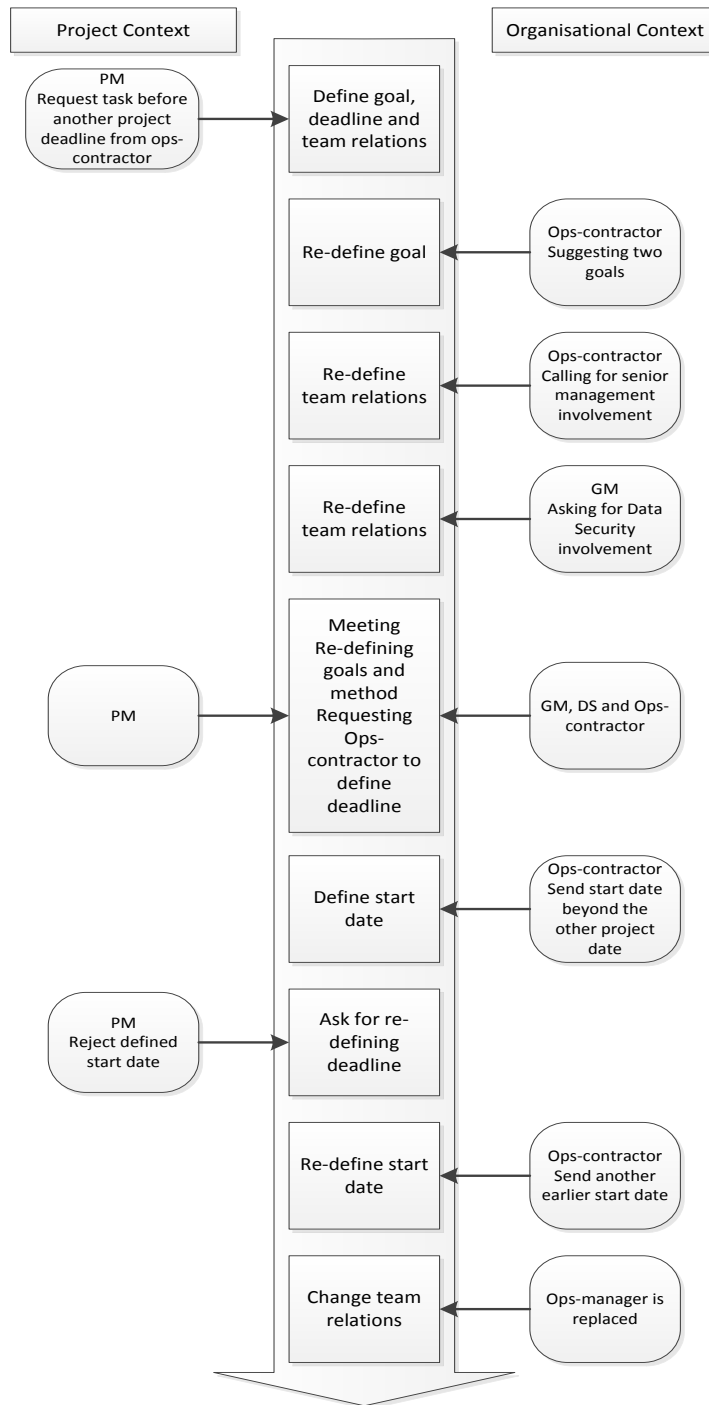 Project Context
Organisational Context
PM
Request task before
another project
deadline from ops-
contractor
Define goal,
deadline and
team relations
Re-define goal
Ops-contractor
Suggesting two
goals
Re-define
team relations
Ops-contractor
Calling for senior
management
involvement
Re-define
team relations
GM
Asking for Data
Security
involvement
PM
Meeting
Re-defining
goals and
method
Requesting
Ops-
contractor to
define
deadline
GM, DS and Ops-
contractor
Define start
date
Ops-contractor
Send start date
beyond the
other project
date
PM
Reject defined
start date
Ask for re-
defining
deadline
Re-define start
date
Ops-contractor
Send another
earlier start date
Change team
relations
Ops-manager is
replaced